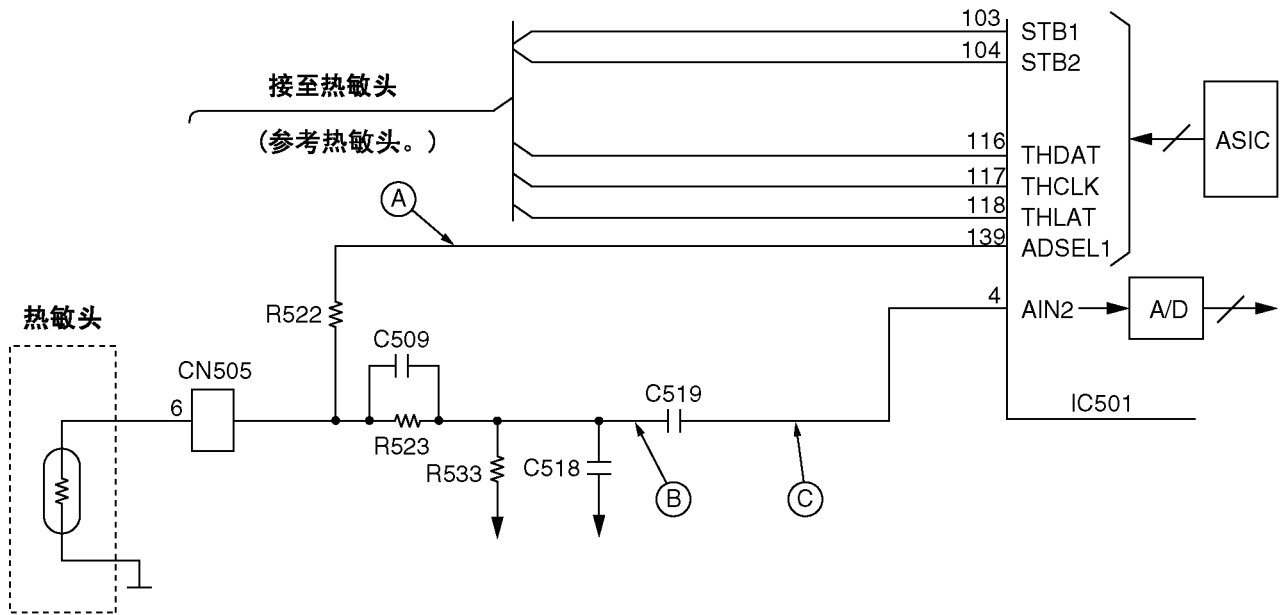 103
STB1
104
STB2
接至热敏头
(参考热敏头。)
ASIC
116
THDAT
117
THCLK
118
THLAT
A
139
ADSEL1
4
AIN2
A/D
R522
热敏头
C509
CN505
6
C519
IC501
R523
R533
C518
B
C